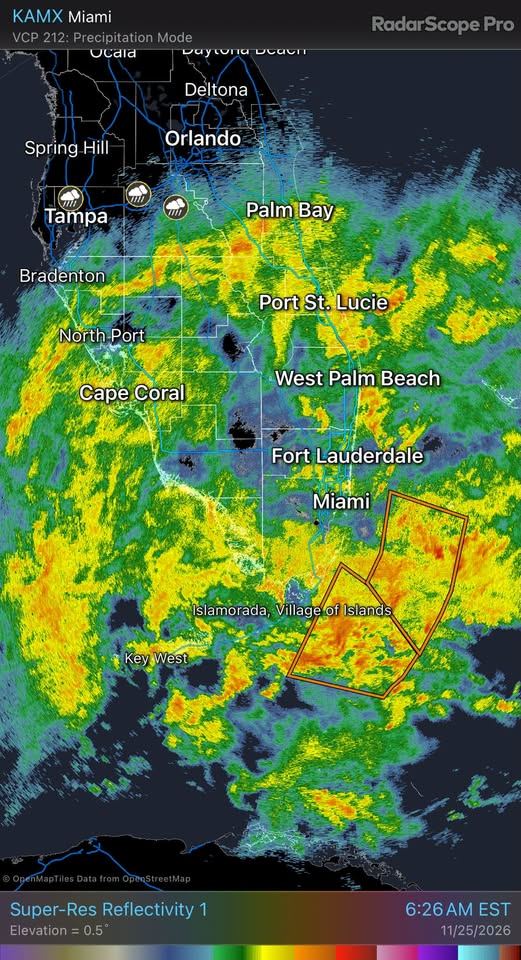 KAMX Miami
VCP 212: Precipitation Mode
RadarScope Pro
Ocala
Daytona Beach
Deltona
Orlando
Spring Hill
Tampa
Palm Bay
Bradenton
Port St. Lucie
North Port
West Palm Beach
Cape Coral
Fort Lauderdale
Miami
Islamorada, Village of Islands
Key West
© OpenMapTiles Data from OpenStreetMap
Super-Res Reflectivity 1
6:26 AM EST
Elevation = 0.5°
11/25/2026